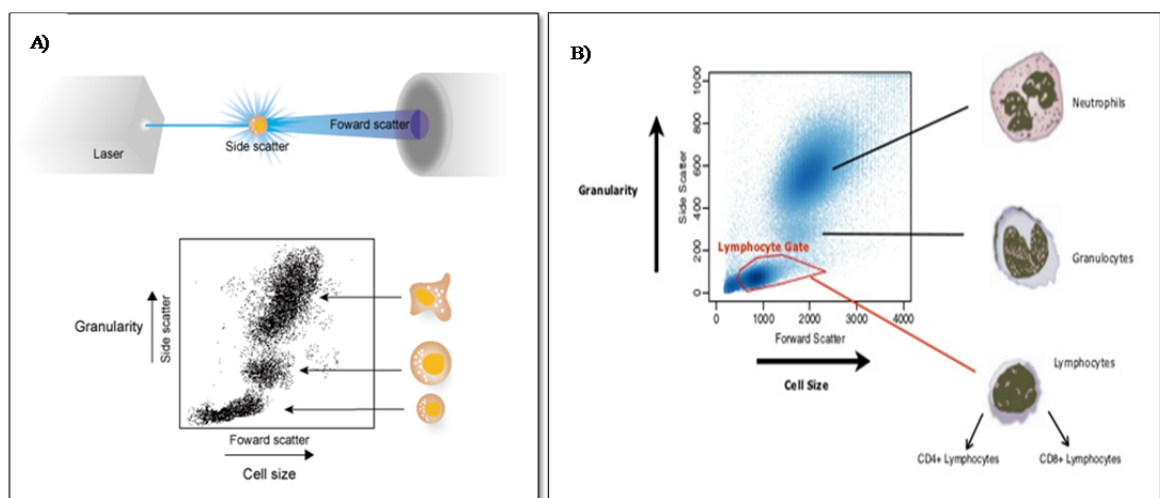 A)
Laser
Side scatter
Foward scatter
Granularity
Side scatter
Foward scatter
Cell size
B)
Granularity
Side Scatter
0 200 400 600 800 1000
Lymphocyte Gate
0 1000 2000 3000 4000
Forward Scatter
Cell Size
Neutrophils
Granulocytes
Lymphocytes
CD4+ Lymphocytes
CD8+ Lymphocytes